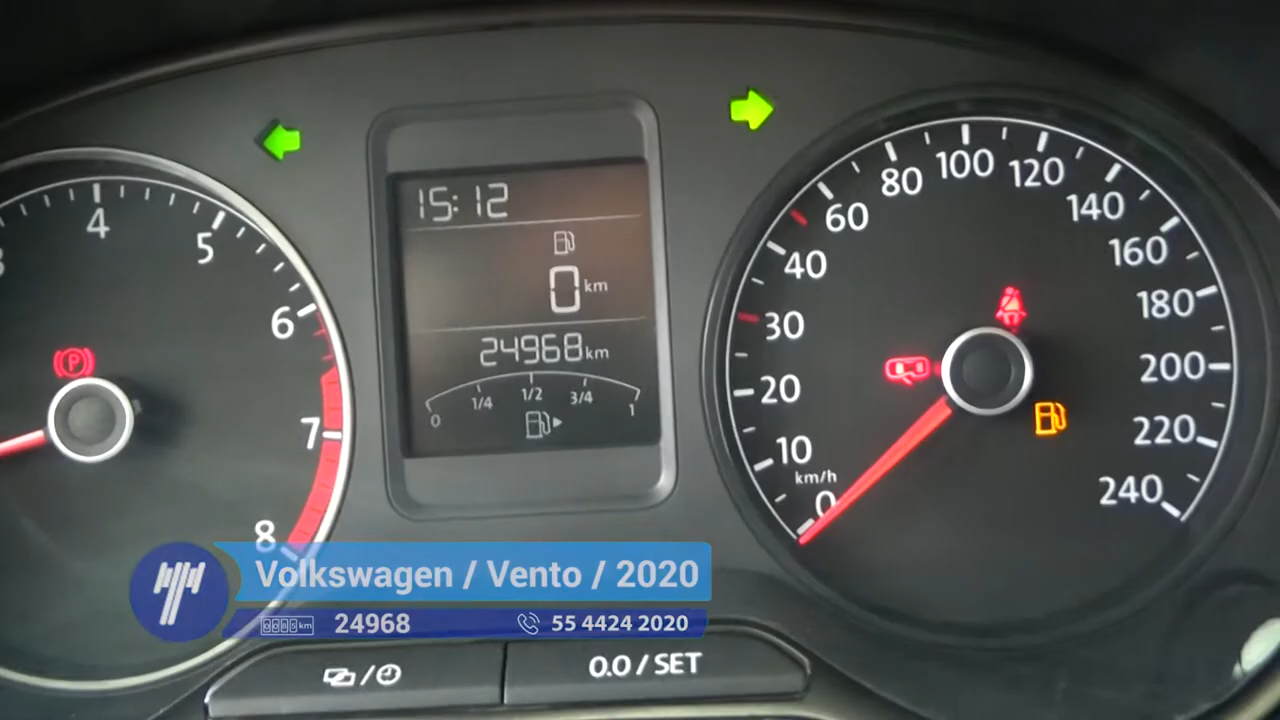 15:12
0 km
24968 km
0 1/4 1/2 3/4 1
4
5
6
7
8
P
0
10
20
30
40
60
80
100
120
140
160
180
200
220
240
km/h
Volkswagen / Vento / 2020
km 24968 55 4424 2020
0.0 / SET